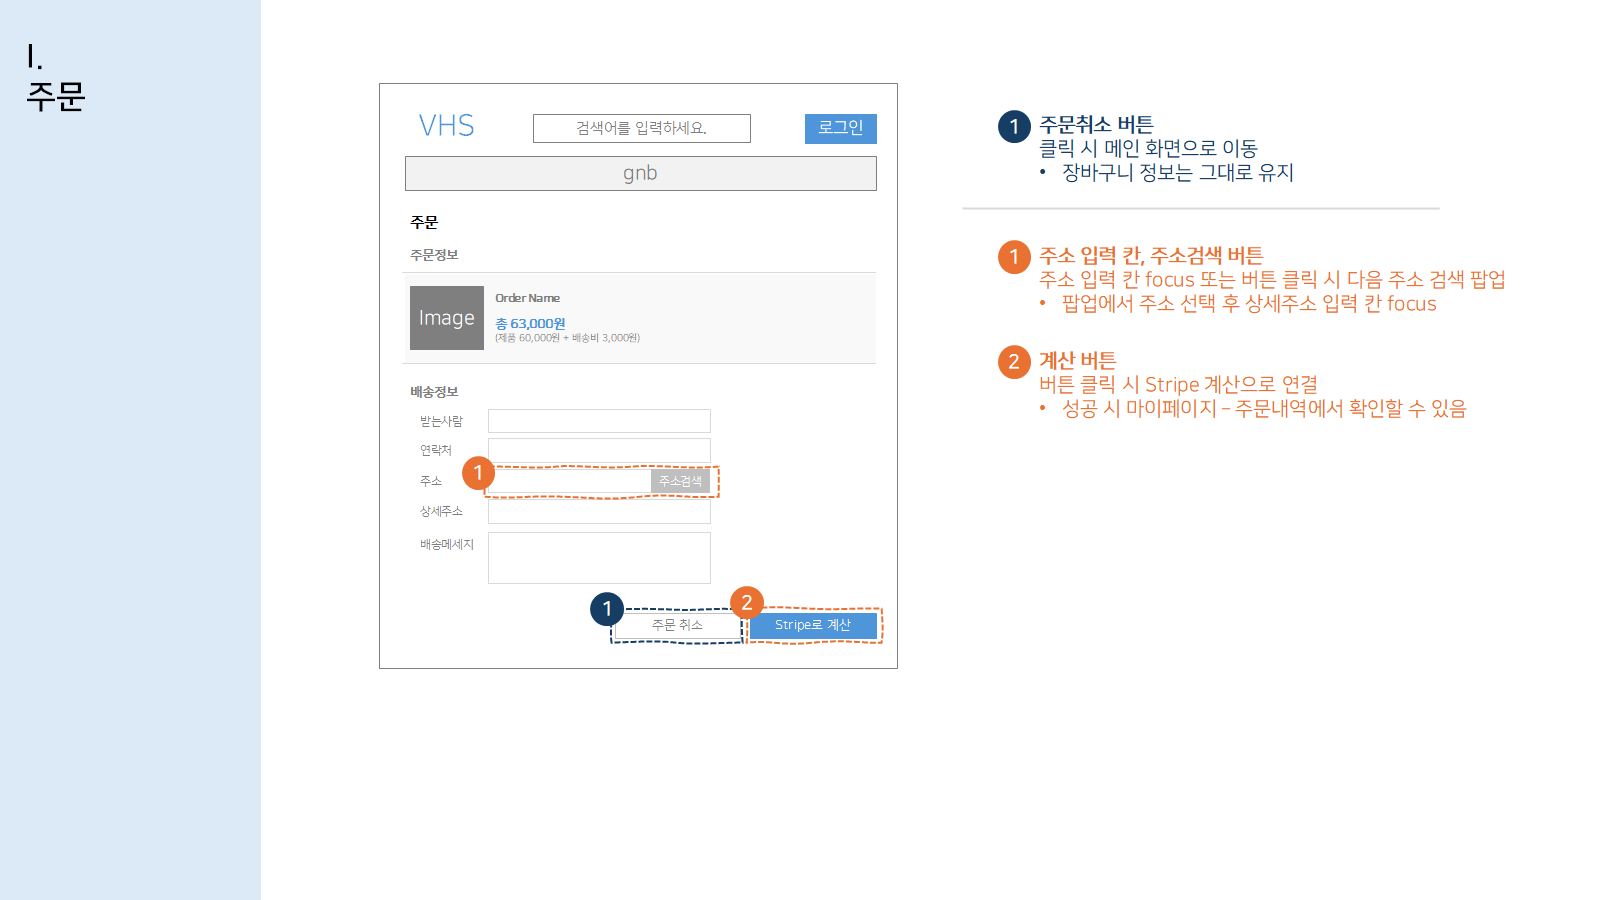 I.
주문
VHS
검색어를 입력하세요.
로그인
gnb
주문
주문정보
Image
Order Name
총 63,000원
(제품 60,000원 + 배송비 3,000원)
배송정보
받는사람
연락처
1
주소
주소검색
상세주소
배송메세지
1
주문 취소
2
Stripe로 계산
1
주문취소 버튼
클릭 시 메인 화면으로 이동
• 장바구니 정보는 그대로 유지
1
주소 입력 칸, 주소검색 버튼
주소 입력 칸 focus 또는 버튼 클릭 시 다음 주소 검색 팝업
• 팝업에서 주소 선택 후 상세주소 입력 칸 focus
2
계산 버튼
버튼 클릭 시 Stripe 계산으로 연결
• 성공 시 마이페이지 – 주문내역에서 확인할 수 있음